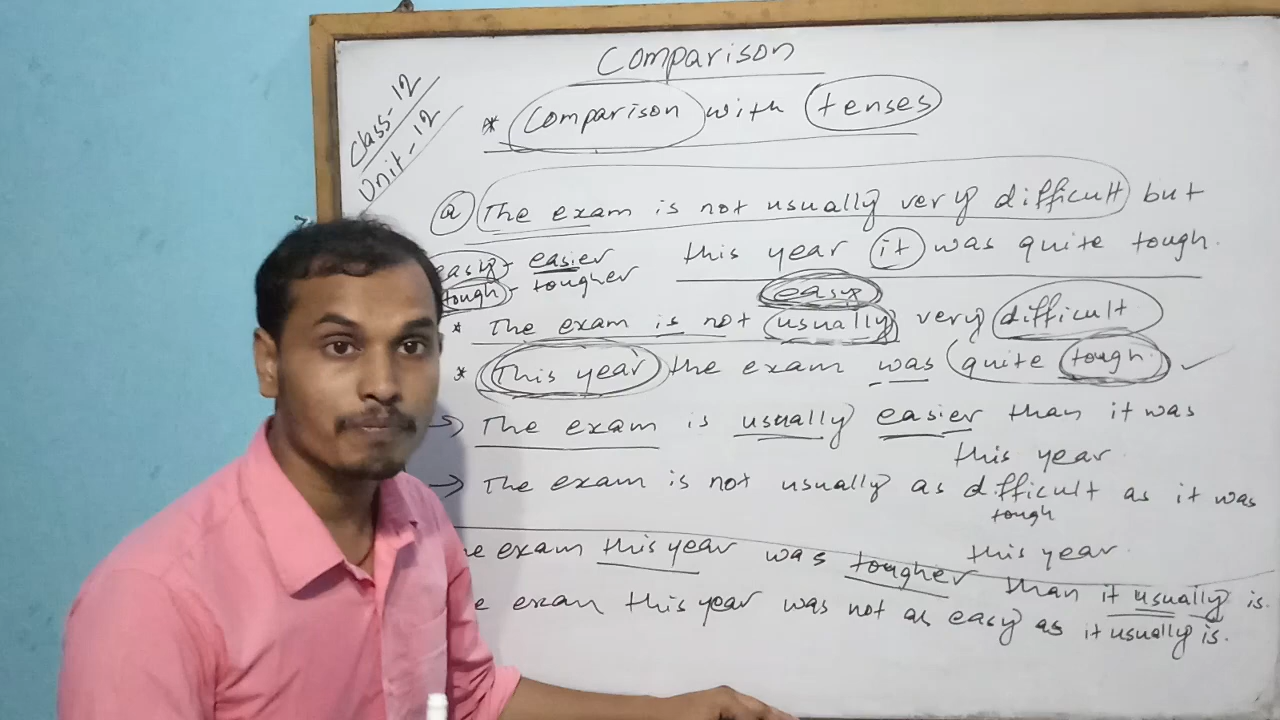 Comparison
Class-12
Unit-12
* Comparison with tenses
(a) The exam is not usually very difficult but
this year it was quite tough.
easy - easier
tough - tougher
easy
* The exam is not usually very difficult
* This year the exam was quite tough. ✓
→ The exam is usually easier than it was
this year.
→ The exam is not usually as difficult as it was
tough
this year.
exam this year was tougher than it usually is.
exam this year was not as easy as it usually is.